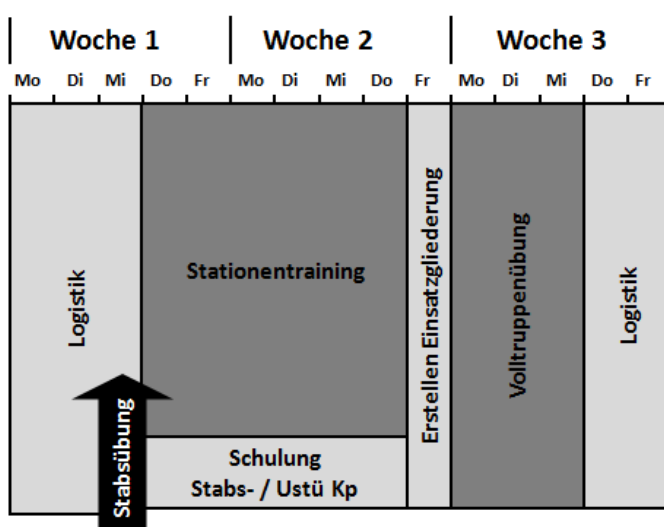 Woche 1 Woche 2 Woche 3
Mo Di Mi Do Fr Mo Di Mi Do Fr Mo Di Mi Do Fr
Logistik
Stabsübung
Stationentraining
Schulung
Stabs- / Ustü Kp
Erstellen Einsatzgliederung
Volltruppenübung
Logistik